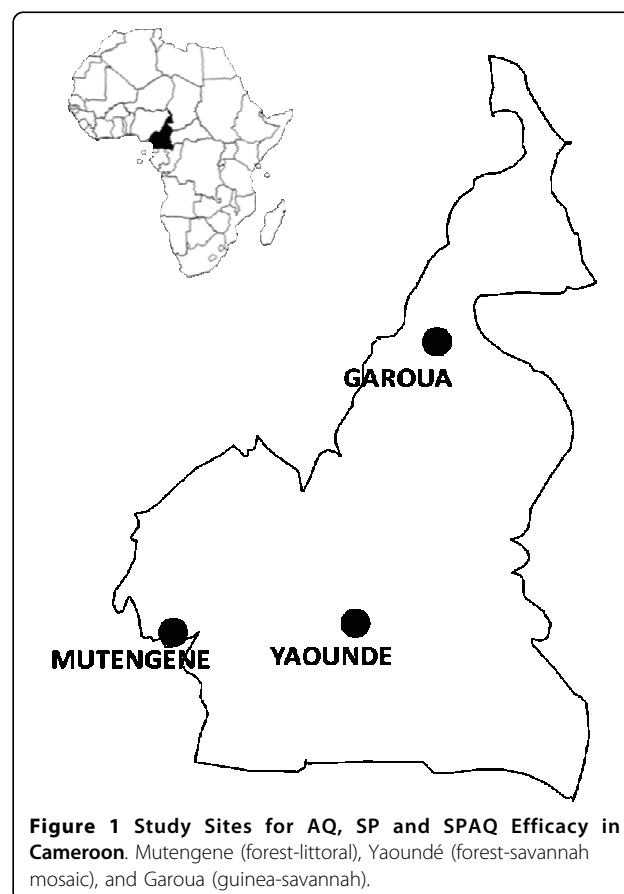 GAROUA
MUTENGENE
YAOUNDE
Figure 1 Study Sites for AQ, SP and SPAQ Efficacy in
Cameroon. Mutengene (forest-littoral), Yaoundé (forest-savannah
mosaic), and Garoua (guinea-savannah).